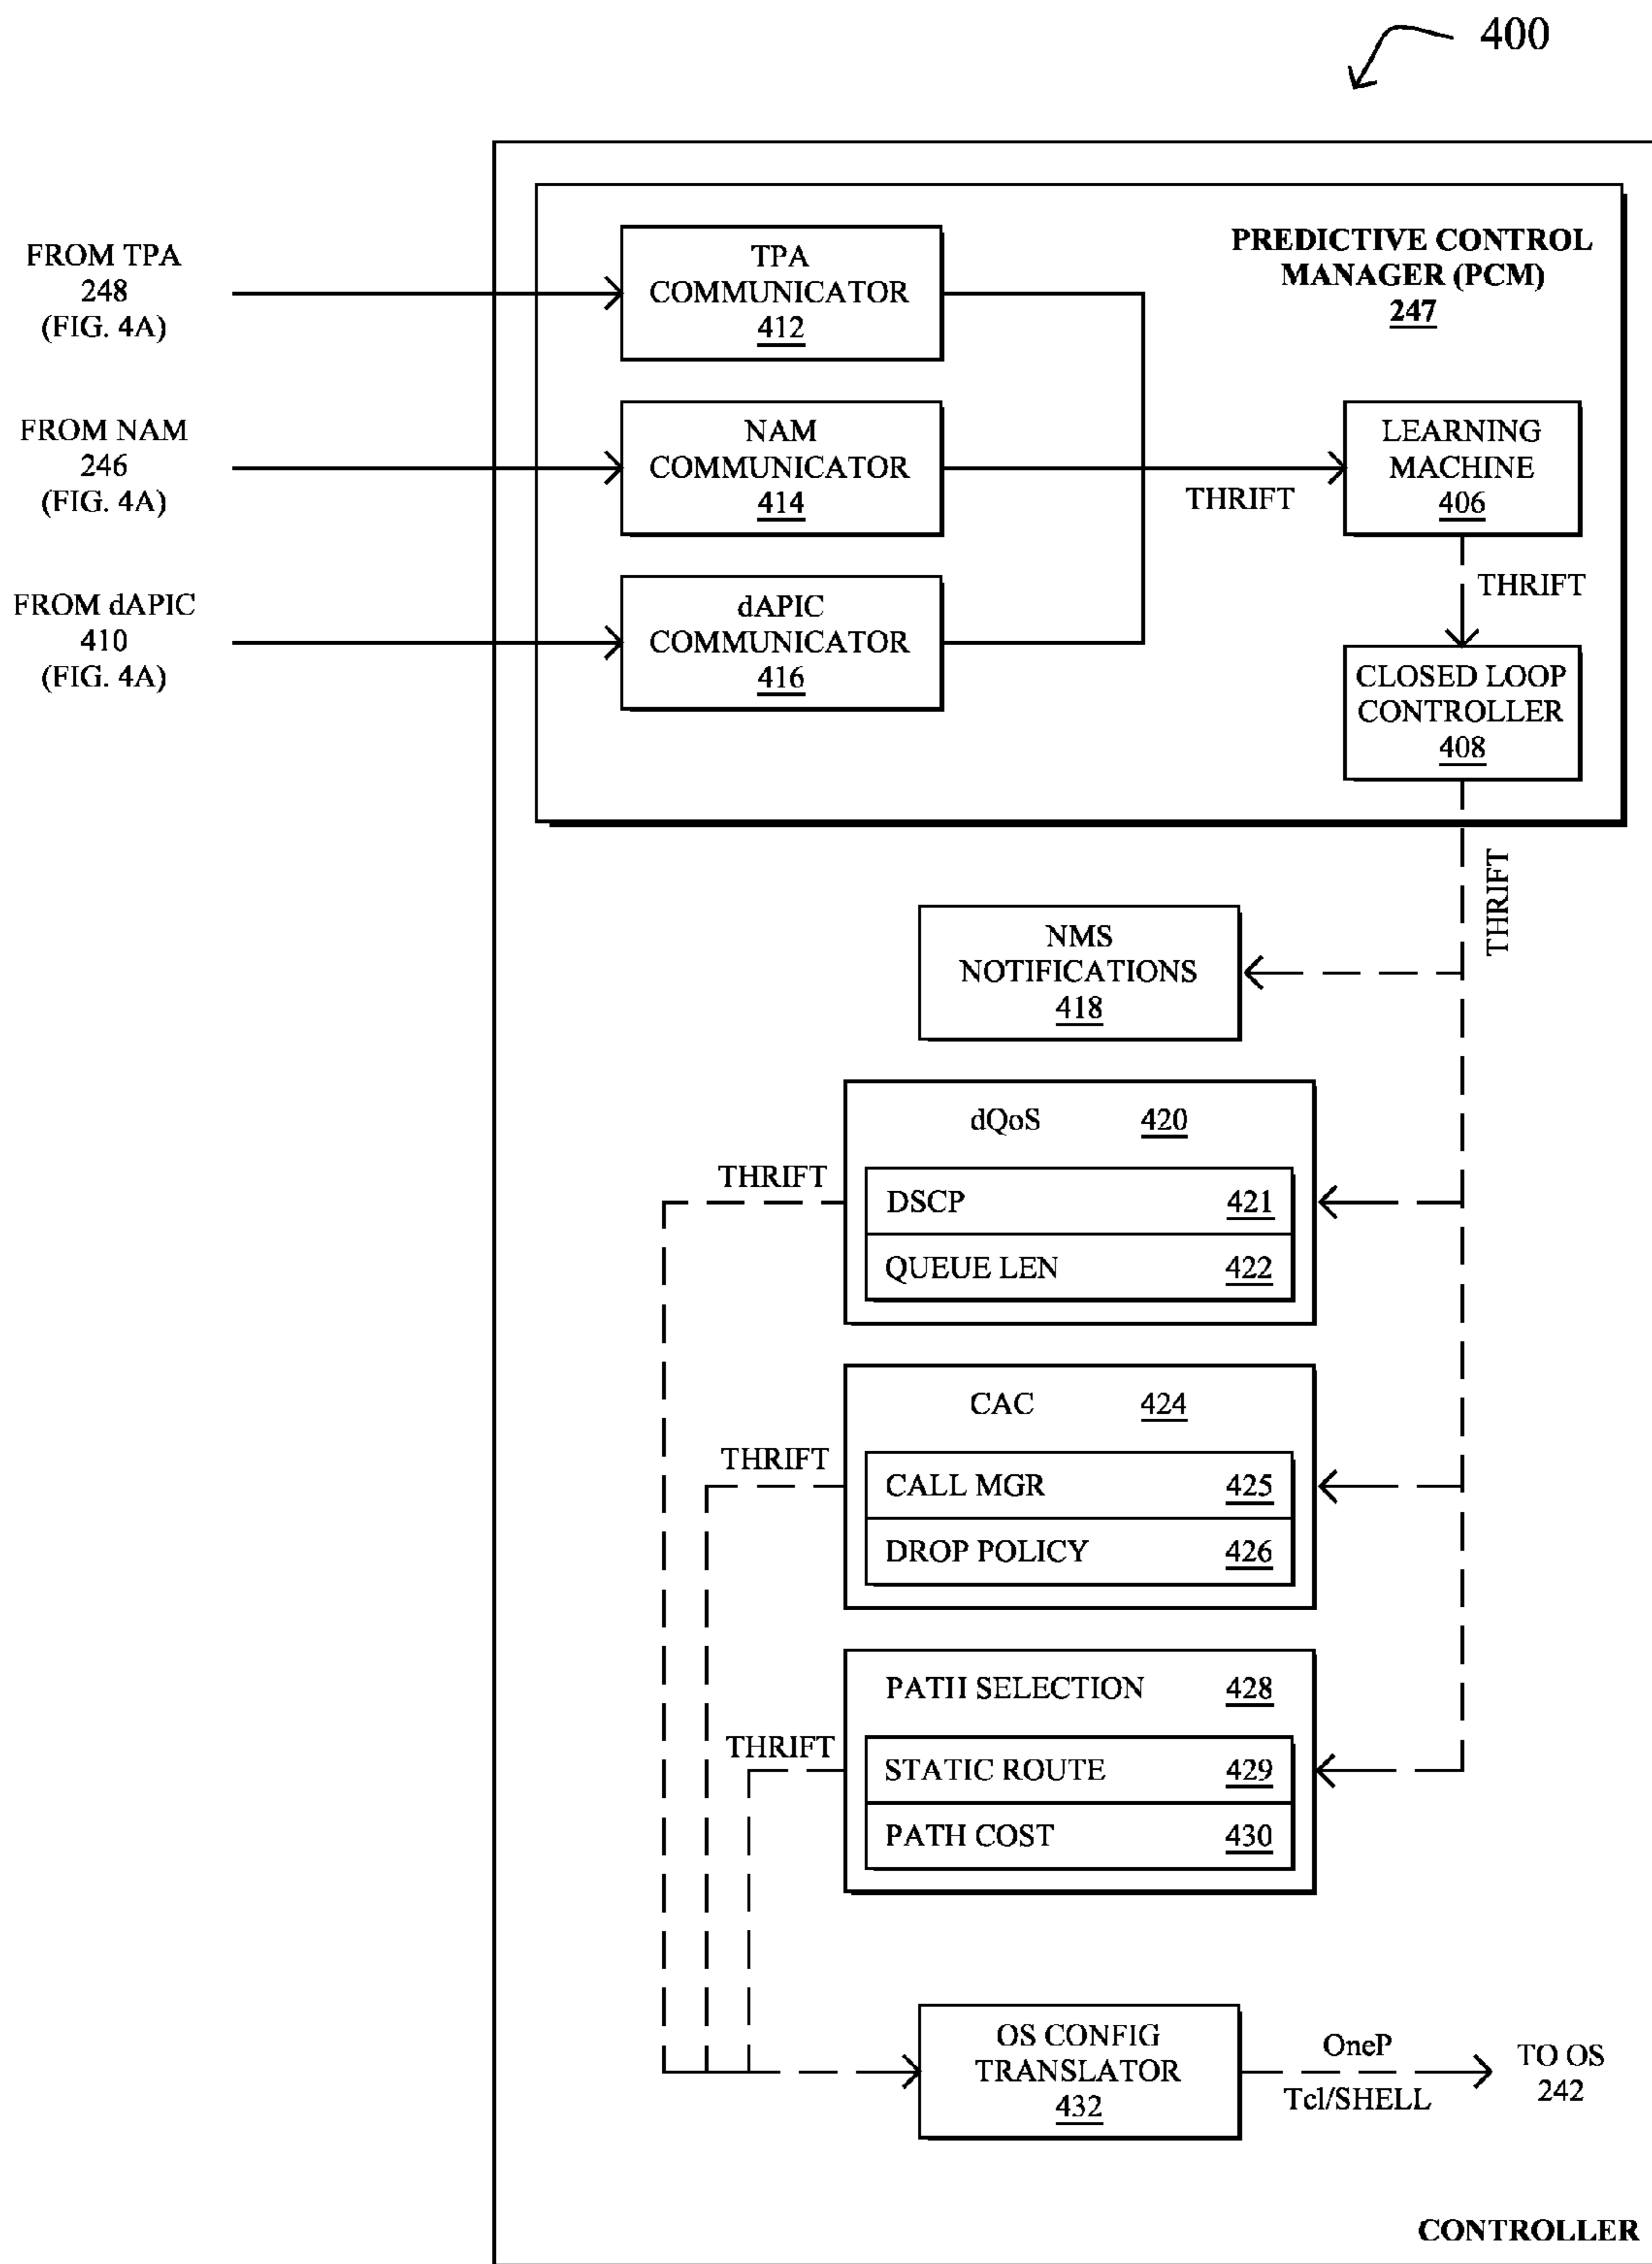 400
FROM TPA
248
(FIG. 4A)
TPA
COMMUNICATOR
412
PREDICTIVE CONTROL
MANAGER (PCM)
247
FROM NAM
246
(FIG. 4A)
NAM
COMMUNICATOR
414
THRIFT
LEARNING
MACHINE
406
THRIFT
FROM dAPIC
410
(FIG. 4A)
dAPIC
COMMUNICATOR
416
CLOSED LOOP
CONTROLLER
408
THRIFT
NMS
NOTIFICATIONS
418
dQoS 420
THRIFT
DSCP 421
QUEUE LEN 422
CAC 424
THRIFT
CALL MGR 425
DROP POLICY 426
PATH SELECTION 428
THRIFT
STATIC ROUTE 429
PATH COST 430
OS CONFIG
TRANSLATOR
432
OneP
Tcl/SHELL
TO OS
242
CONTROLLER